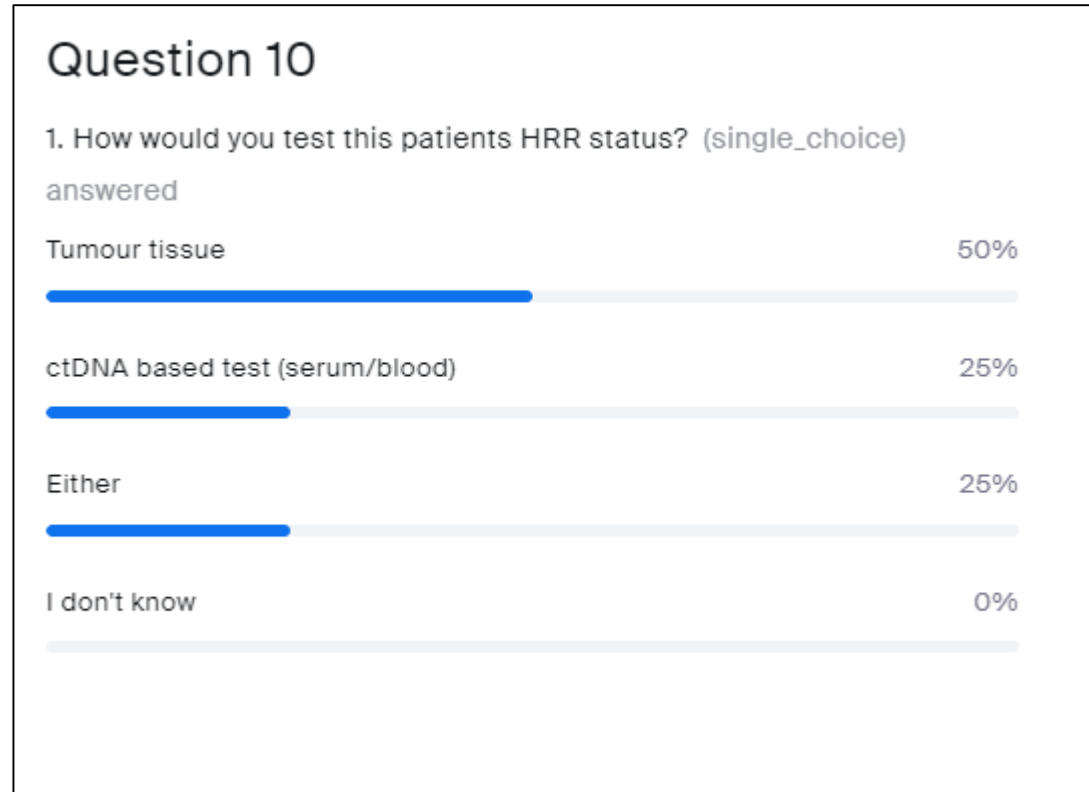 Question 10
1. How would you test this patients HRR status? (single_choice)
answered
Tumour tissue 50%
ctDNA based test (serum/blood) 25%
Either 25%
I don't know 0%